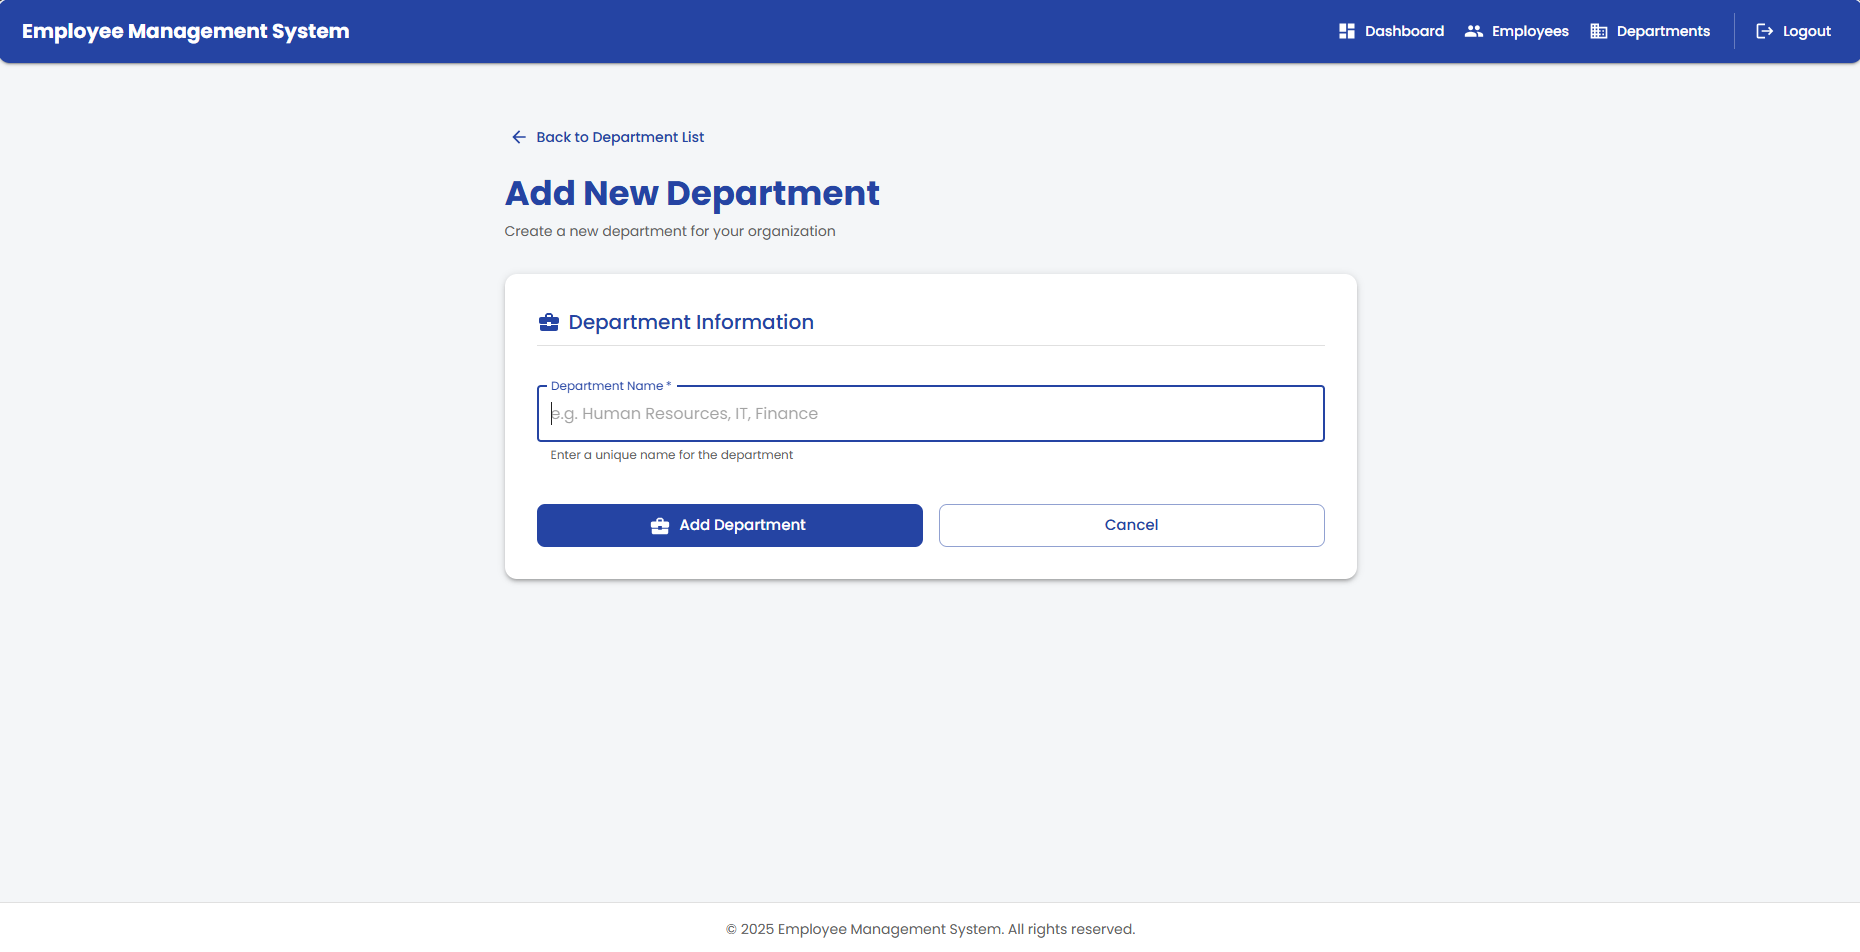 Employee Management System
Dashboard
Employees
Departments
Logout
Back to Department List
Add New Department
Create a new department for your organization
Department Information
Department Name *
e.g. Human Resources, IT, Finance
Enter a unique name for the department
Add Department
Cancel
© 2025 Employee Management System. All rights reserved.